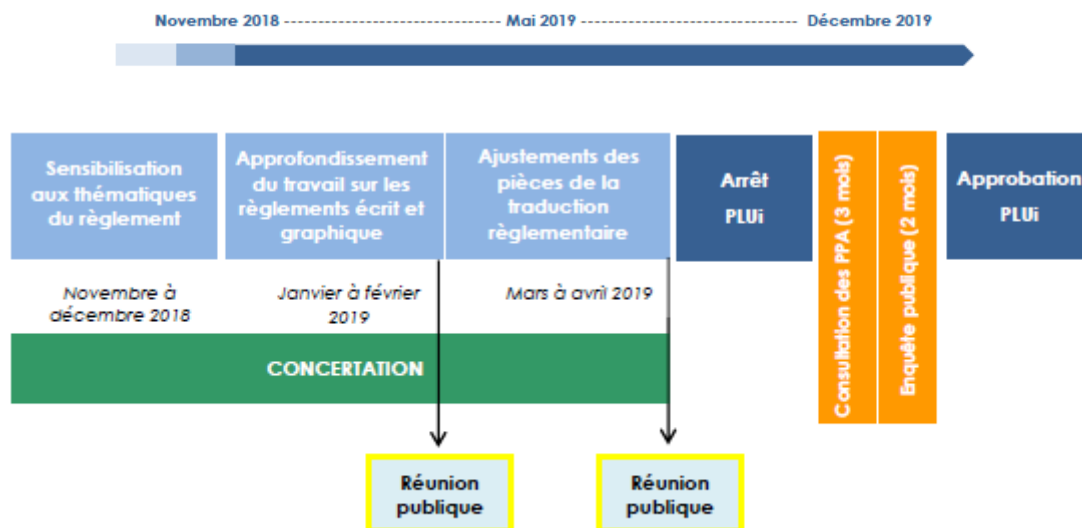 Novembre 2018 ------------------------------ Mai 2019 ------------------------------ Décembre 2019
Sensibilisation
aux thématiques
du règlement
Approfondissement
du travail sur les
règlements écrit et
graphique
Ajustements des
pièces de la
traduction
règlementaire
Arrêt
PLUi
Consultation des PPA (3 mois)
Enquête publique (2 mois)
Approbation
PLUi
Novembre à
décembre 2018
Janvier à février
2019
Mars à avril 2019
CONCERTATION
Réunion
publique
Réunion
publique